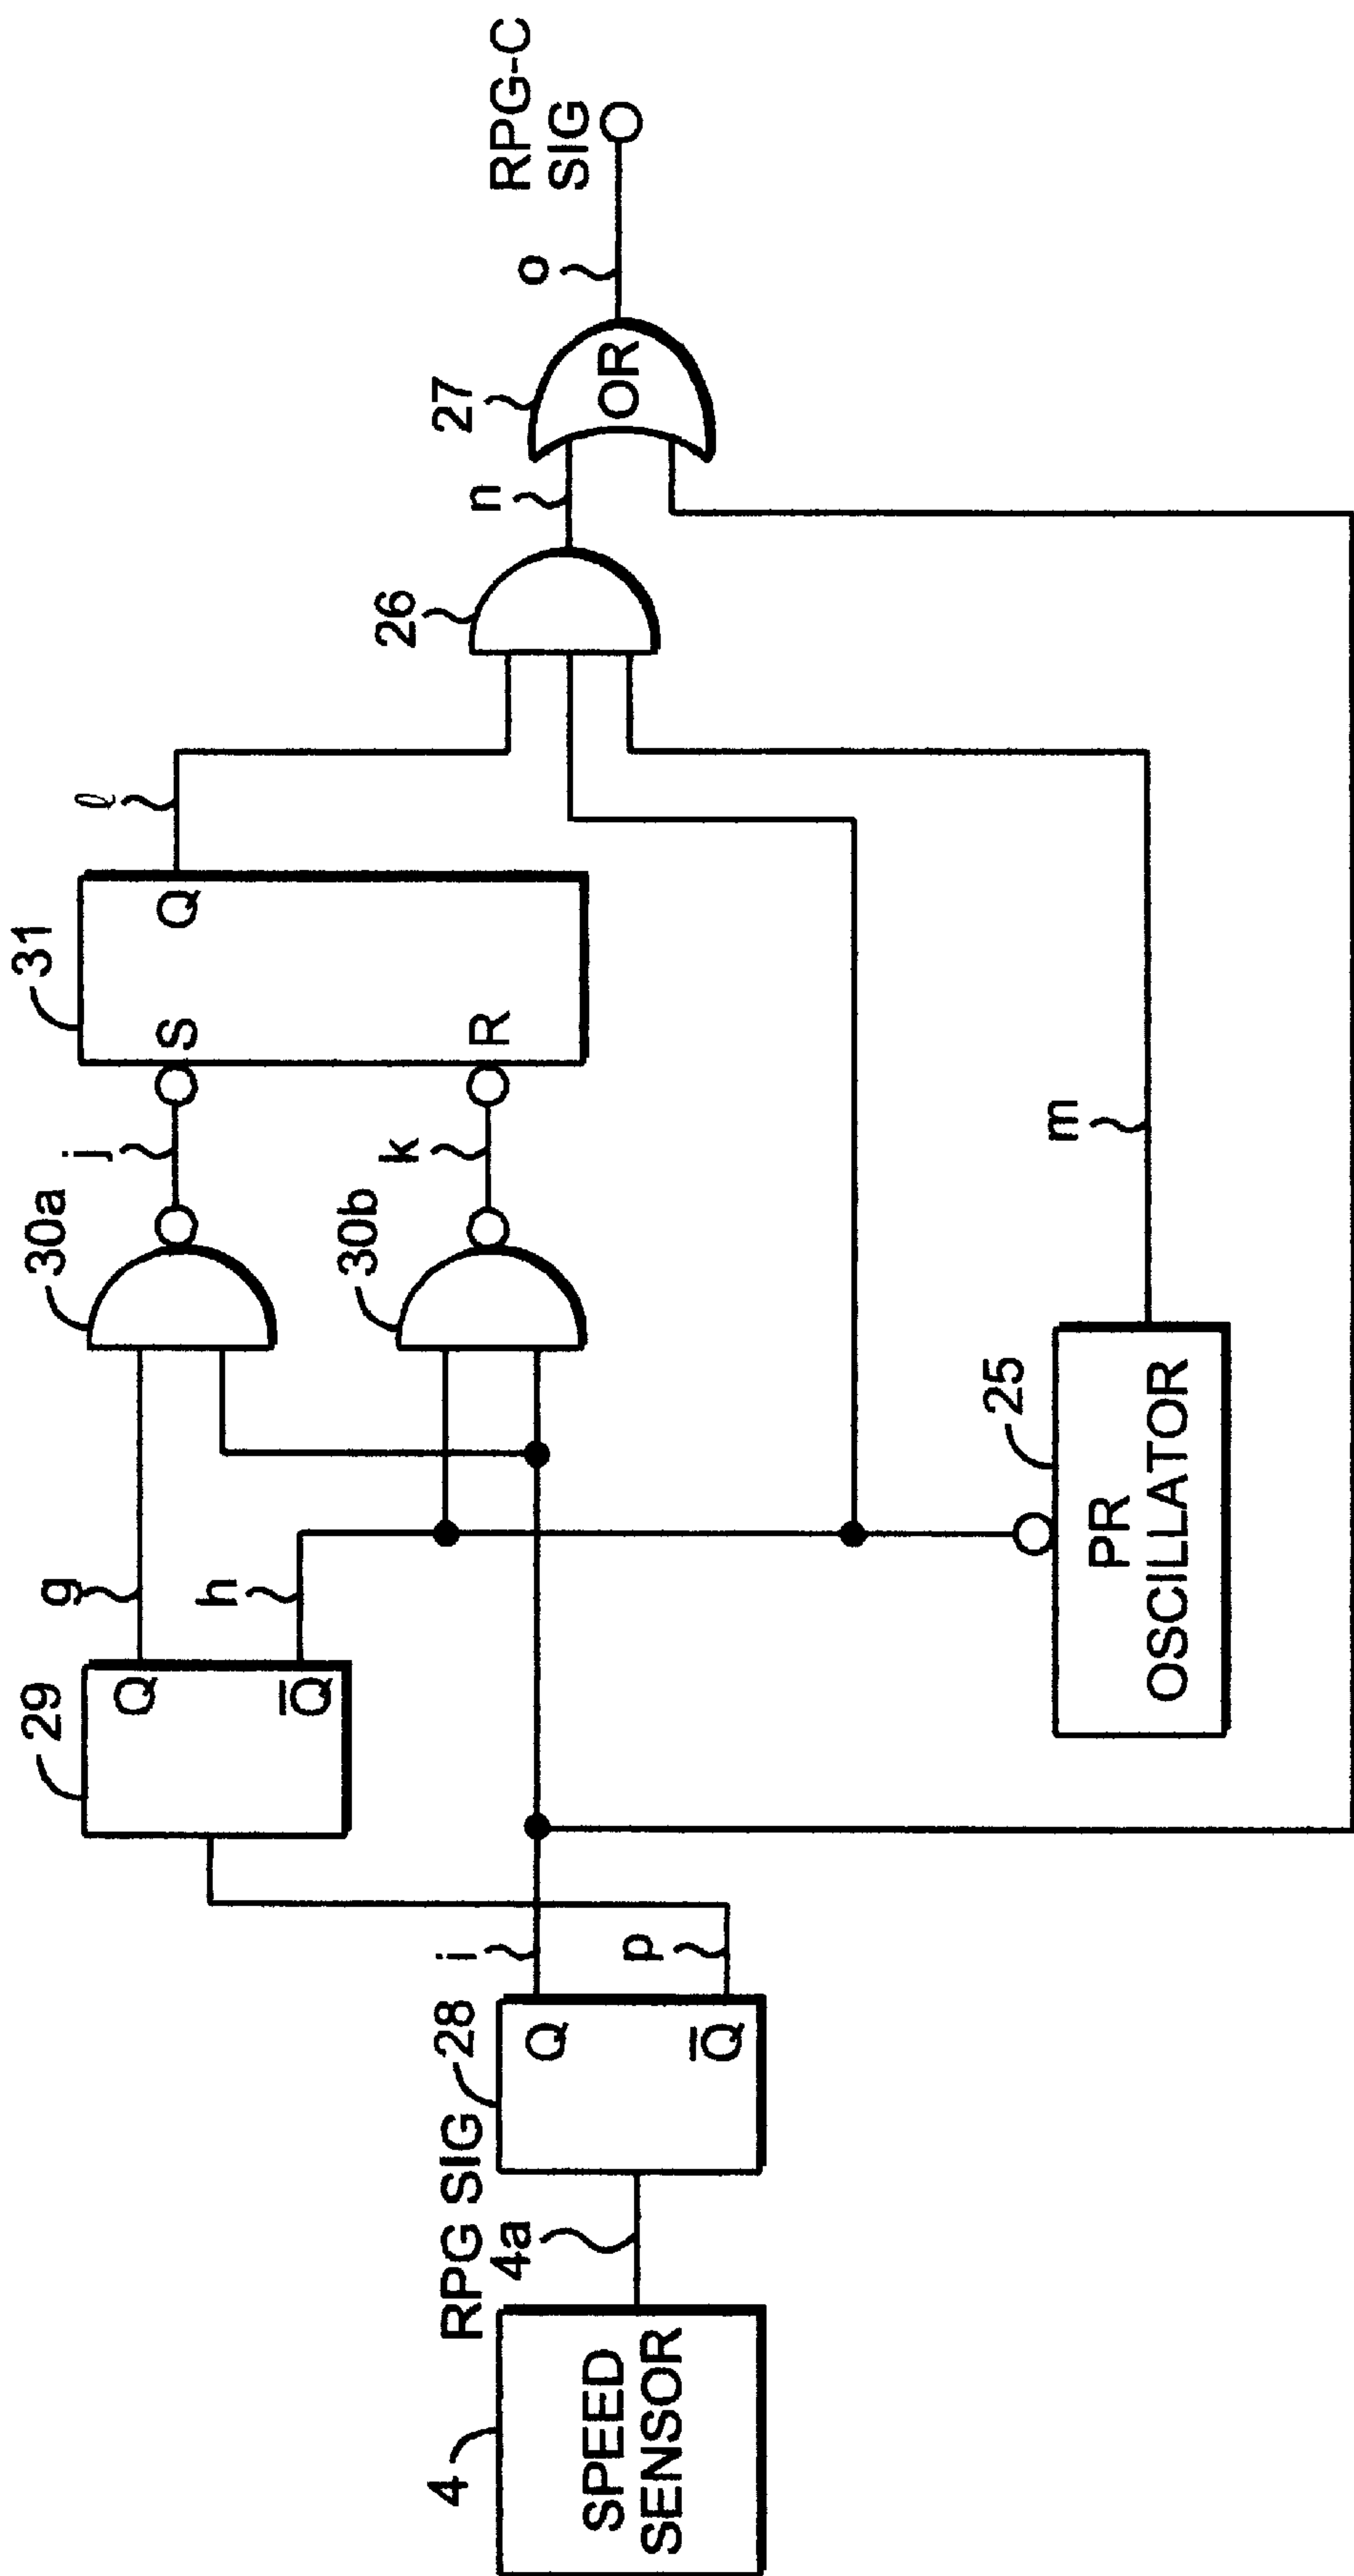 4
SPEED
SENSOR
RPG SIG
4a
28
Q
Q̅
i
p
29
Q
Q̅
g
h
30a
30b
j
k
31
S
R
Q
ℓ
25
PR
OSCILLATOR
m
26
n
27
OR
o
RPG-C
SIG